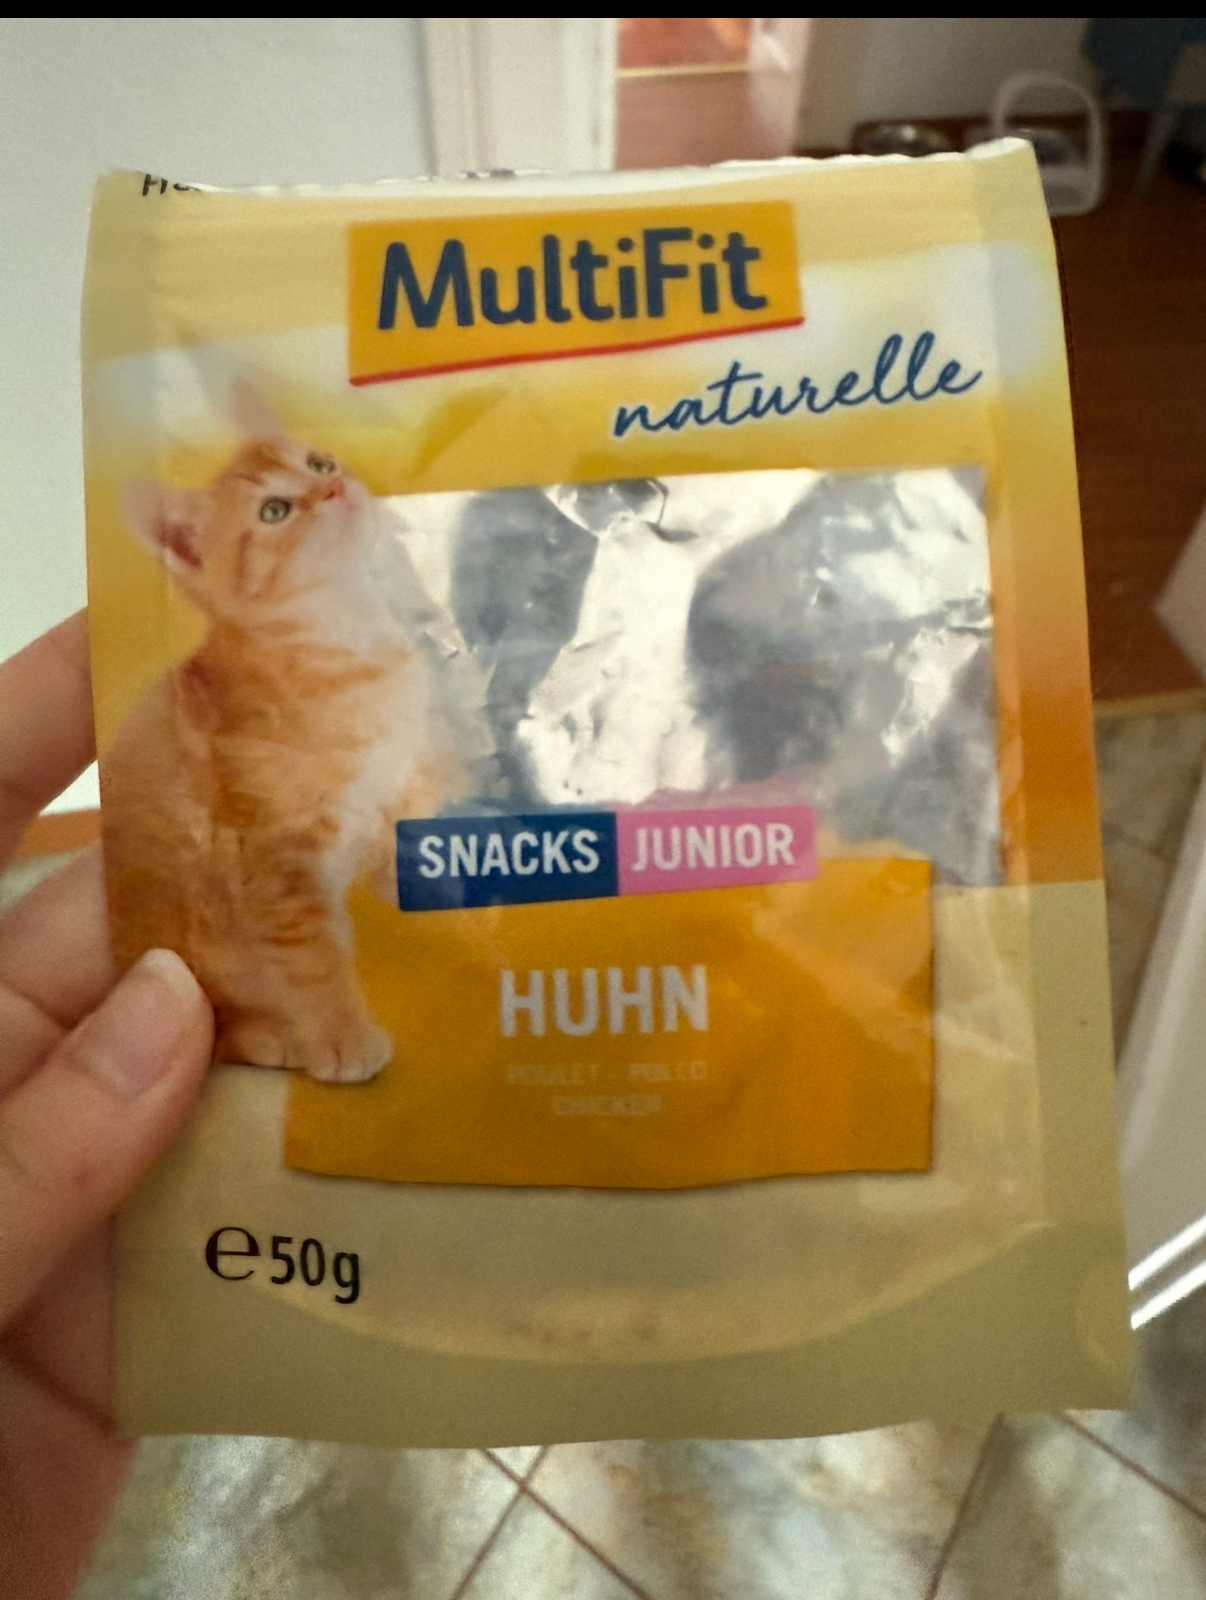 MultiFit
naturelle
SNACKS JUNIOR
HUHN
POULET - POLLO
CHICKEN
℮50g